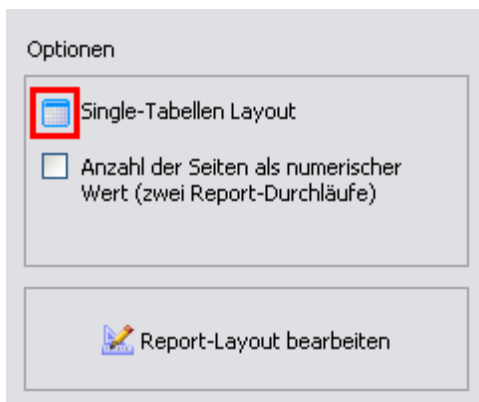 Optionen
Single-Tabellen Layout
Anzahl der Seiten als numerischer
Wert (zwei Report-Durchläufe)
Report-Layout bearbeiten